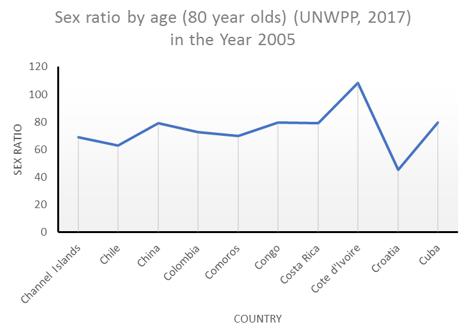 Sex ratio by age (80 year olds) (UNWPP, 2017)
in the Year 2005
120
100
80
60
40
20
0
SEX RATIO
Channel Islands
Chile
China
Colombia
Comoros
Congo
Costa Rica
Cote d'Ivoire
Croatia
Cuba
COUNTRY